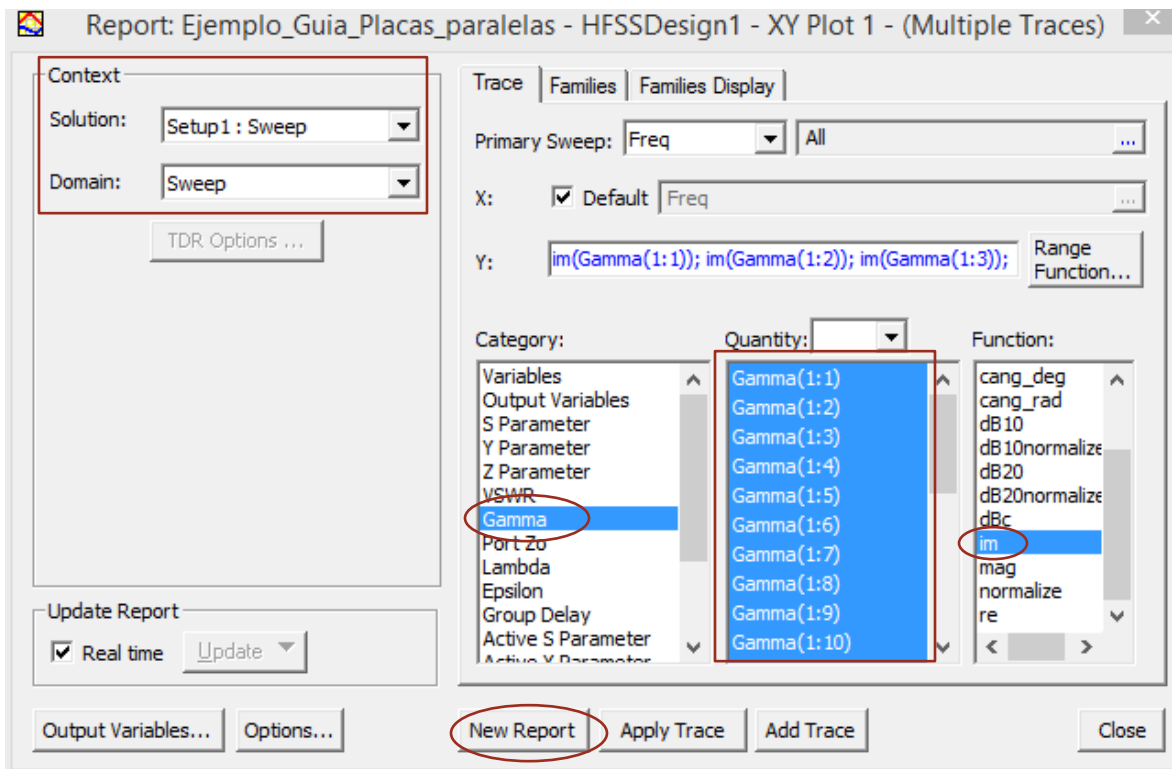 Report: Ejemplo_Guia_Placas_paralelas - HFSSDesign1 - XY Plot 1 - (Multiple Traces)
Context
Solution: Setup1 : Sweep
Domain: Sweep
TDR Options ...
Update Report
Real time Update
Output Variables... Options...
Trace Families Families Display
Primary Sweep: Freq All ...
X: Default Freq ...
Y: im(Gamma(1:1)); im(Gamma(1:2)); im(Gamma(1:3)); Range Function...
Category:
Variables
Output Variables
S Parameter
Y Parameter
Z Parameter
VSWR
Gamma
Port Zo
Lambda
Epsilon
Group Delay
Active S Parameter
Active Y Parameter
Quantity:
Gamma(1:1)
Gamma(1:2)
Gamma(1:3)
Gamma(1:4)
Gamma(1:5)
Gamma(1:6)
Gamma(1:7)
Gamma(1:8)
Gamma(1:9)
Gamma(1:10)
Function:
cang_deg
cang_rad
dB10
dB10normalize
dB20
dB20normalize
dBc
im
mag
normalize
re
New Report Apply Trace Add Trace Close